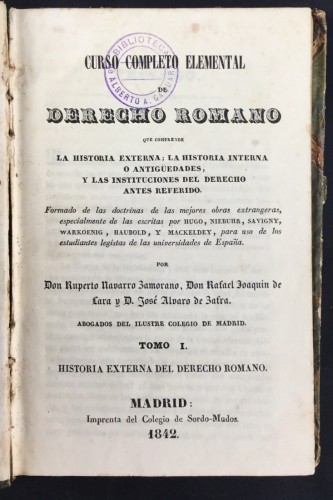 CURSO COMPLETO ELEMENTAL
DE
DERECHO ROMANO
QUE COMPRENDE
LA HISTORIA EXTERNA: LA HISTORIA INTERNA
O ANTIGÜEDADES,
Y LAS INSTITUCIONES DEL DERECHO
ANTES REFERIDO.
Formado de las doctrinas de las mejores obras extrangeras,
especialmente de las escritas por HUGO, NIEBUHR, SAVIGNY,
WARKOENIG, HAUBOLD, Y MACKELDEY, para uso de los
estudiantes legistas de las universidades de España.
POR
Don Ruperto Navarro Zamorano, Don Rafael Joaquin de
Lara y D. José Alvaro de Zafra.
ABOGADOS DEL ILUSTRE COLEGIO DE MADRID.
TOMO I.
HISTORIA EXTERNA DEL DERECHO ROMANO.
MADRID:
Imprenta del Colegio de Sordo-Mudos.
1842.
BIBLIOTECA
ALBERTO A.